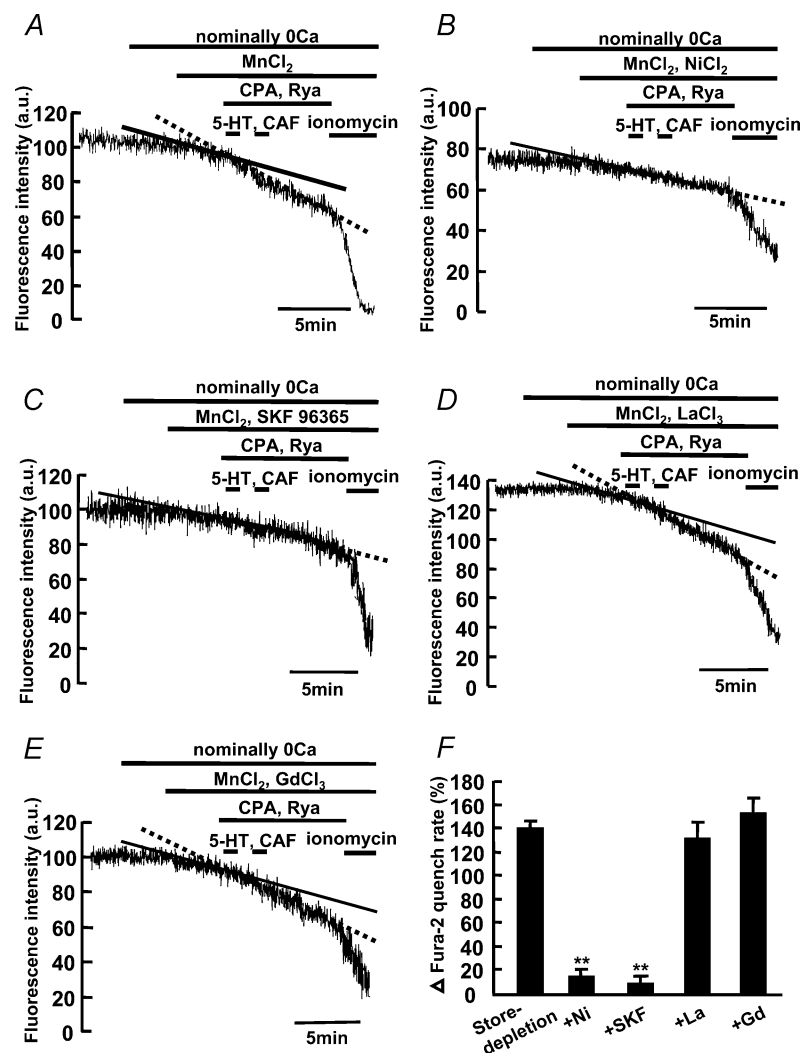 A
nominally 0Ca
MnCl2
CPA, Rya
5-HT, CAF ionomycin
Fluorescence intensity (a.u.)
120
100
80
60
40
20
0
5min
B
nominally 0Ca
MnCl2, NiCl2
CPA, Rya
5-HT, CAF ionomycin
Fluorescence intensity (a.u.)
100
80
60
40
20
0
5min
C
nominally 0Ca
MnCl2, SKF 96365
CPA, Rya
5-HT, CAF ionomycin
Fluorescence intensity (a.u.)
120
100
80
60
40
20
0
5min
D
nominally 0Ca
MnCl2, LaCl3
CPA, Rya
5-HT, CAF ionomycin
Fluorescence intensity (a.u.)
140
120
100
80
60
40
20
0
5min
E
nominally 0Ca
MnCl2, GdCl3
CPA, Rya
5-HT, CAF ionomycin
Fluorescence intensity (a.u.)
120
100
80
60
40
20
0
5min
F
Δ Fura-2 quench rate (%)
180
160
140
120
100
80
60
40
20
0
**
**
Store-
depletion
+Ni
+SKF
+La
+Gd